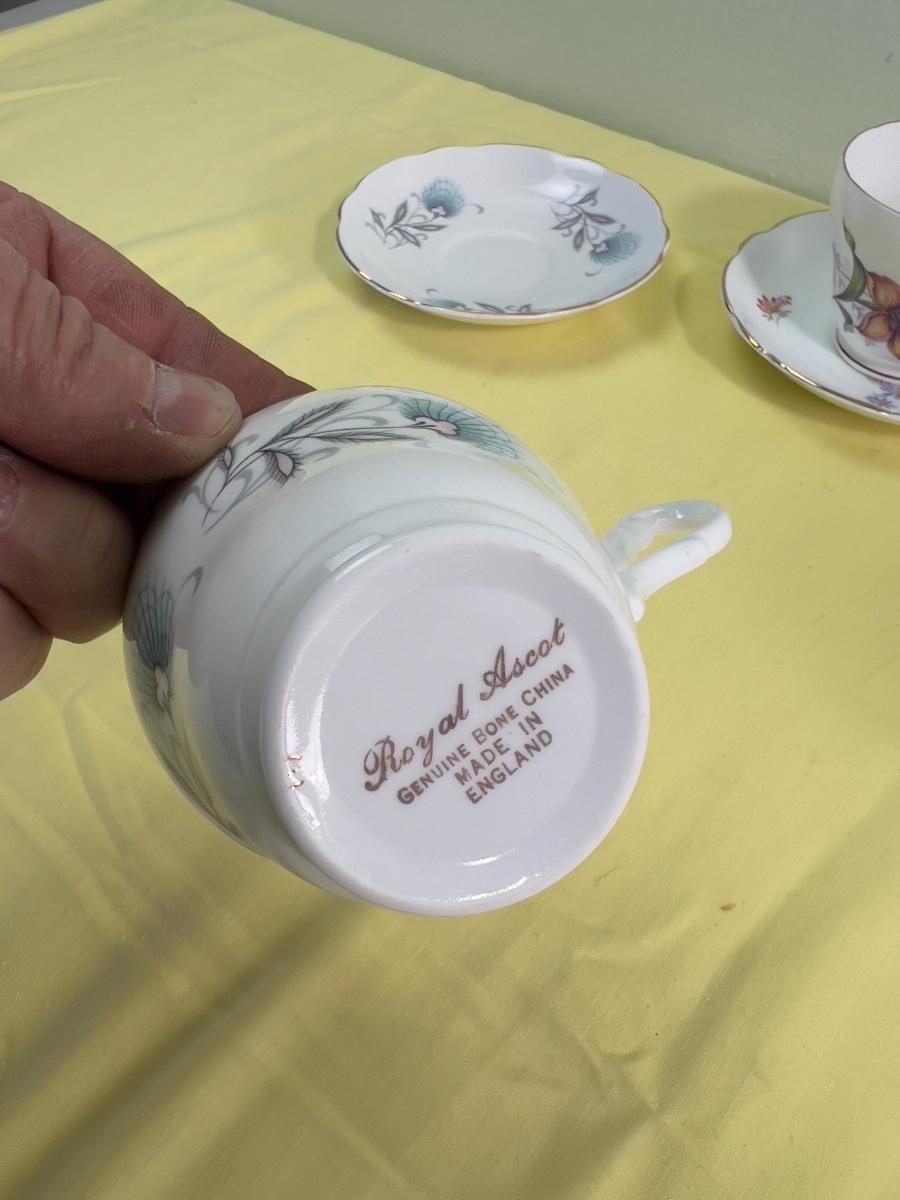 Royal Ascot
GENUINE BONE CHINA
MADE IN
ENGLAND